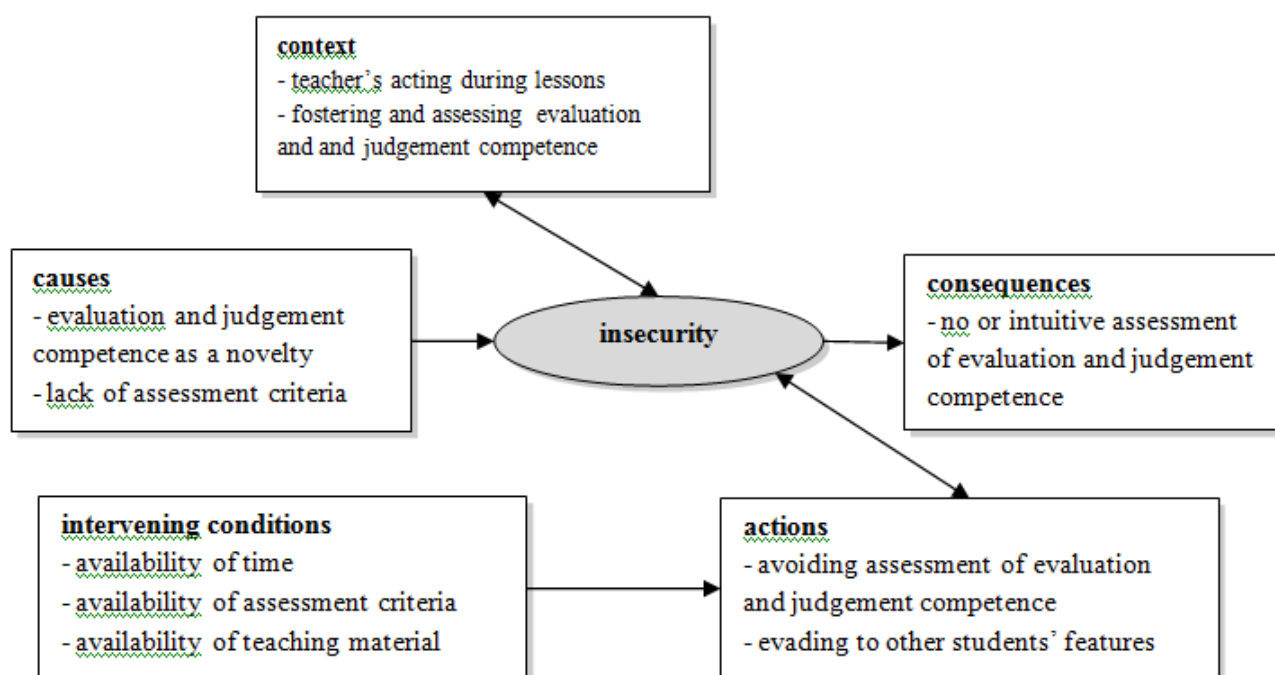 context
- teacher's acting during lessons
- fostering and assessing evaluation
and and judgement competence
causes
- evaluation and judgement
competence as a novelty
- lack of assessment criteria
insecurity
consequences
- no or intuitive assessment
of evaluation and judgement
competence
intervening conditions
- availability of time
- availability of assessment criteria
- availability of teaching material
actions
- avoiding assessment of evaluation
and judgement competence
- evading to other students' features